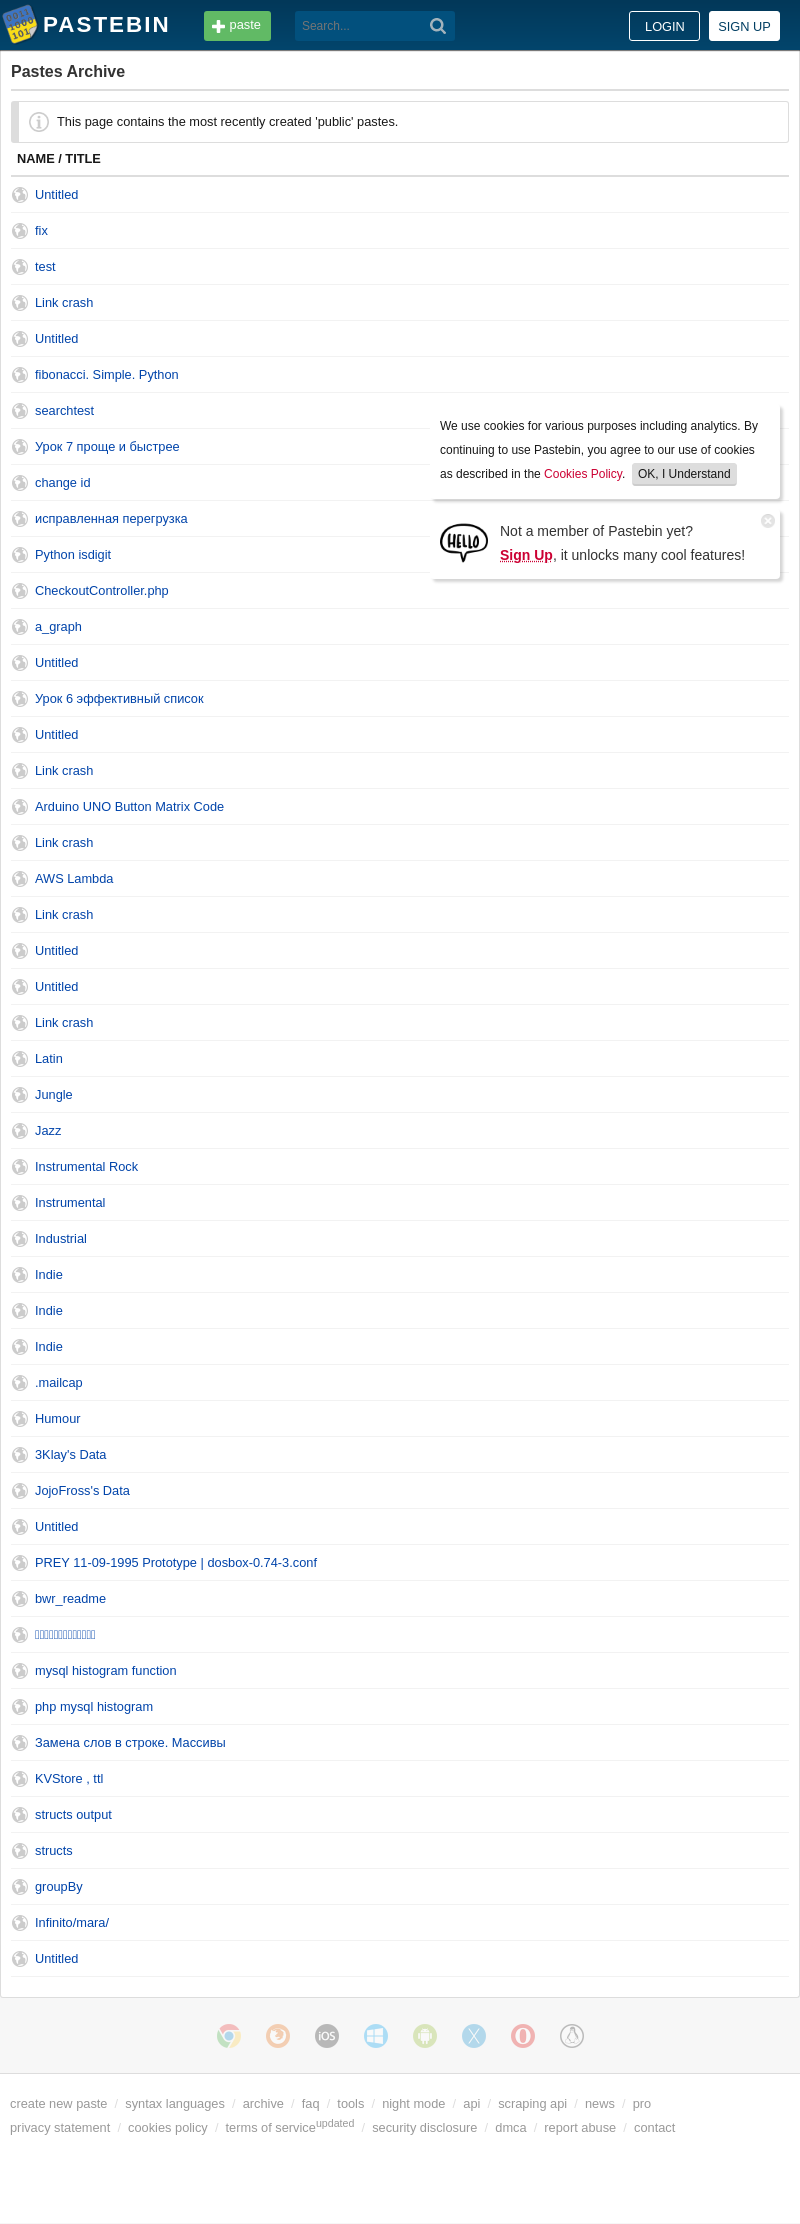 PASTEBIN paste Search... LOGIN SIGN UP
Pastes Archive
This page contains the most recently created 'public' pastes.
NAME / TITLE
Untitled
fix
test
Link crash
Untitled
fibonacci. Simple. Python
searchtest
We use cookies for various purposes including analytics. By
continuing to use Pastebin, you agree to our use of cookies
as described in the Cookies Policy. OK, I Understand
Урок 7 проще и быстрее
change id
исправленная перегрузка
HELLO
Not a member of Pastebin yet?
Sign Up, it unlocks many cool features!
Python isdigit
CheckoutController.php
a_graph
Untitled
Урок 6 эффективный список
Untitled
Link crash
Arduino UNO Button Matrix Code
Link crash
AWS Lambda
Link crash
Untitled
Untitled
Link crash
Latin
Jungle
Jazz
Instrumental Rock
Instrumental
Industrial
Indie
Indie
Indie
.mailcap
Humour
3Klay's Data
JojoFross's Data
Untitled
PREY 11-09-1995 Prototype | dosbox-0.74-3.conf
bwr_readme
mysql histogram function
php mysql histogram
Замена слов в строке. Массивы
KVStore , ttl
structs output
structs
groupBy
Infinito/mara/
Untitled
iOS
create new paste / syntax languages / archive / faq / tools / night mode / api / scraping api / news / pro
privacy statement / cookies policy / terms of service updated / security disclosure / dmca / report abuse / contact